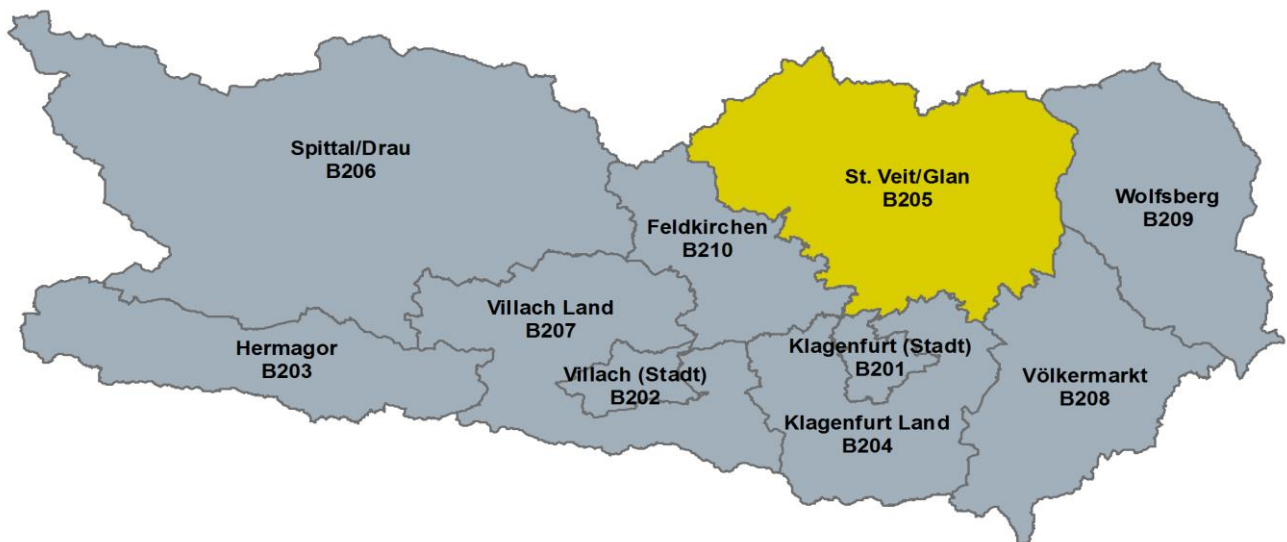 Spittal/Drau
B206
St. Veit/Glan
B205
Wolfsberg
B209
Feldkirchen
B210
Villach Land
B207
Hermagor
B203
Villach (Stadt)
B202
Klagenfurt (Stadt)
B201
Völkermarkt
B208
Klagenfurt Land
B204